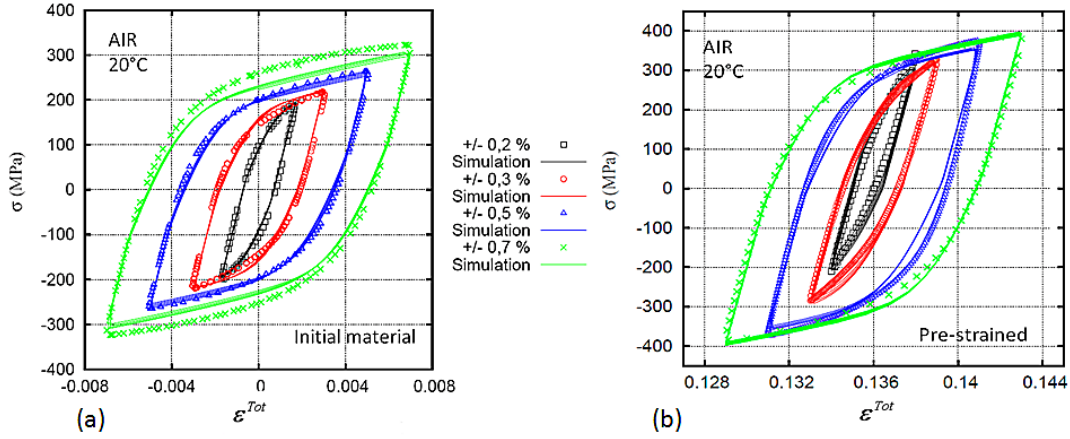 400
300
200
100
0
-100
-200
-300
-400
σ (MPa)
AIR
20°C
Initial material
-0.008 -0.004 0 0.004 0.008
(a)
ε^Tot
+/- 0,2 %
Simulation
+/- 0,3 %
Simulation
+/- 0,5 %
Simulation
+/- 0,7 %
Simulation
400
300
200
100
0
-100
-200
-300
-400
σ (MPa)
AIR
20°C
Pre-strained
0.128 0.132 0.136 0.14 0.144
(b)
ε^Tot